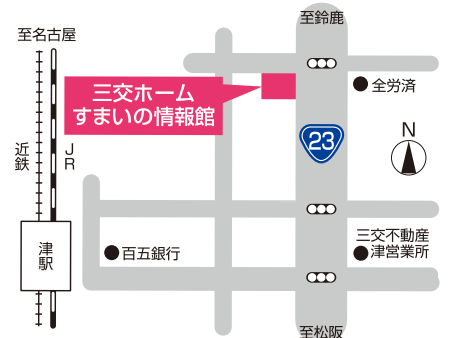 至鈴鹿
至名古屋
全労済
三交ホーム
すまいの情報館
23
N
近鉄
JR
津駅
百五銀行
三交不動産
津営業所
至松阪